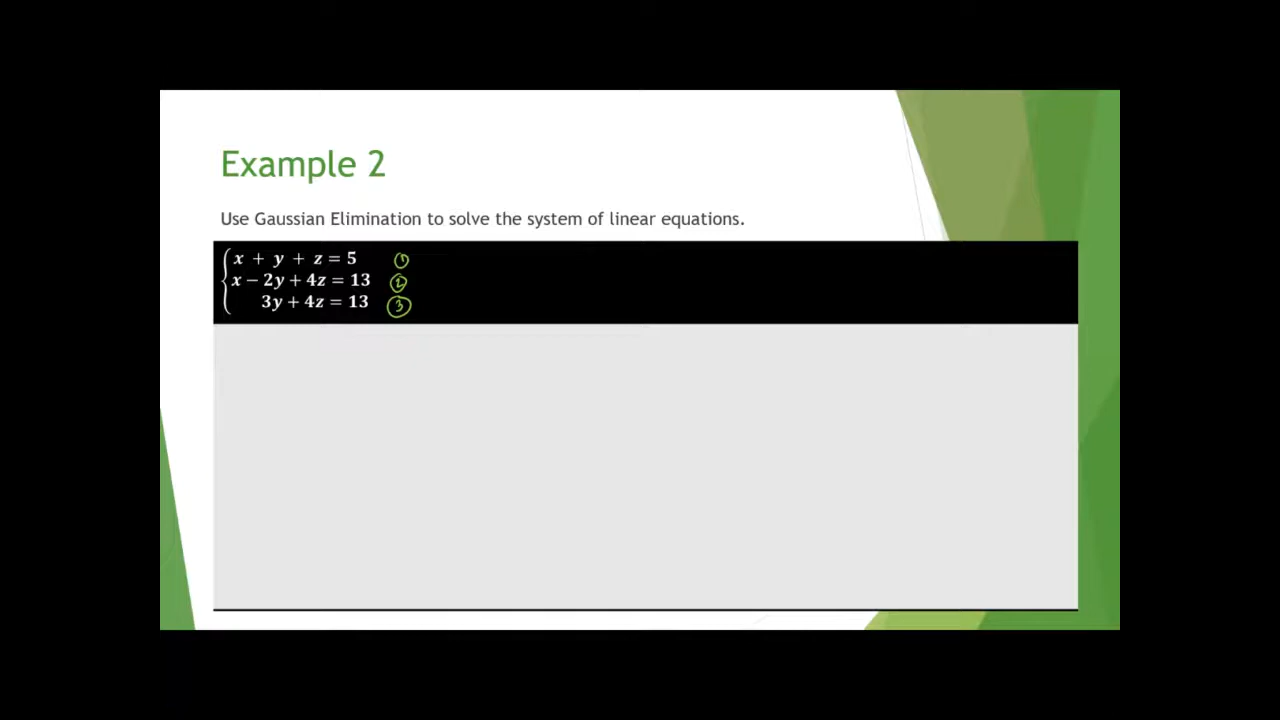 Example 2
Use Gaussian Elimination to solve the system of linear equations.
x + y + z = 5 ①
x − 2y + 4z = 13 ②
3y + 4z = 13 ③